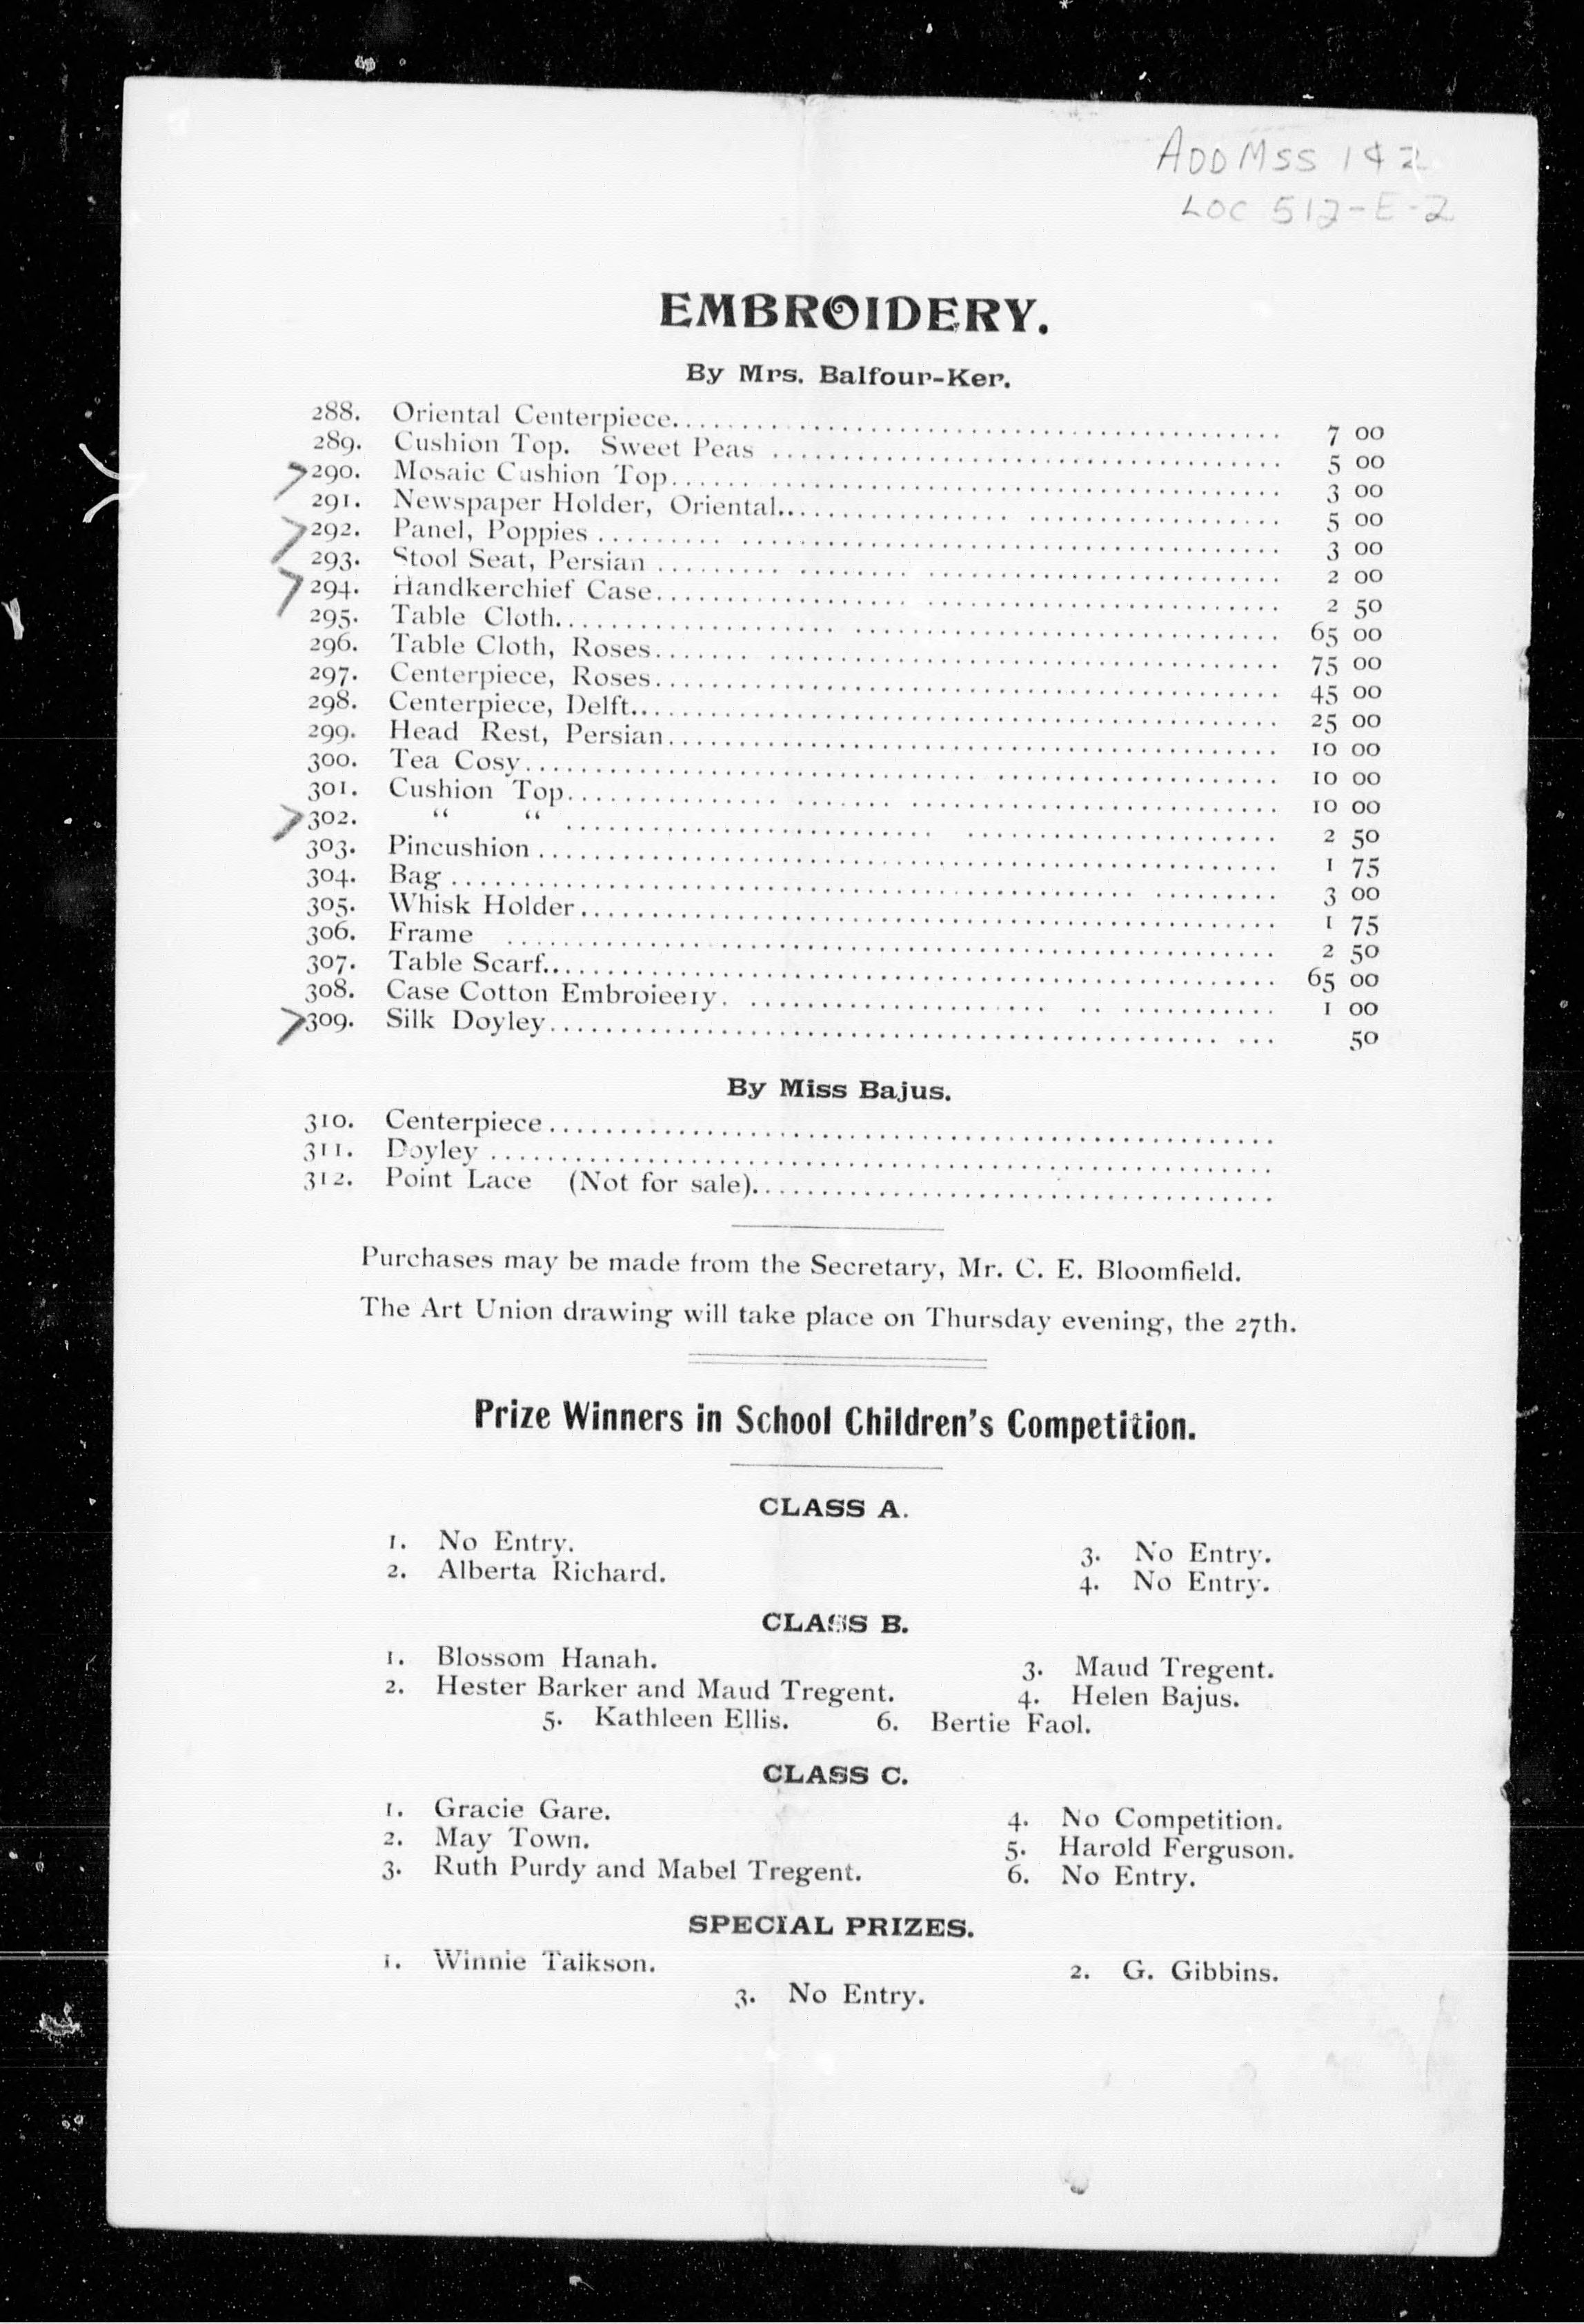 ADD MSS 1 & 2
LOC 512-E-2
EMBROIDERY.
By Mrs. Balfour-Ker.
288. Oriental Centerpiece 7 00
289. Cushion Top. Sweet Peas 5 00
290. Mosaic Cushion Top 3 00
291. Newspaper Holder, Oriental 5 00
292. Panel, Poppies 3 00
293. Stool Seat, Persian 2 00
294. Handkerchief Case 2 50
295. Table Cloth 65 00
296. Table Cloth, Roses 75 00
297. Centerpiece, Roses 45 00
298. Centerpiece, Delft 25 00
299. Head Rest, Persian 10 00
300. Tea Cosy 10 00
301. Cushion Top 10 00
302. “ “ 2 50
303. Pincushion 1 75
304. Bag 3 00
305. Whisk Holder 1 75
306. Frame 2 50
307. Table Scarf 65 00
308. Case Cotton Embroieery 1 00
309. Silk Doyley 50
By Miss Bajus.
310. Centerpiece
311. Doyley
312. Point Lace (Not for sale)
Purchases may be made from the Secretary, Mr. C. E. Bloomfield.
The Art Union drawing will take place on Thursday evening, the 27th.
Prize Winners in School Children's Competition.
CLASS A.
1. No Entry. 3. No Entry.
2. Alberta Richard. 4. No Entry.
CLASS B.
1. Blossom Hanah. 3. Maud Tregent.
2. Hester Barker and Maud Tregent. 4. Helen Bajus.
5. Kathleen Ellis. 6. Bertie Faol.
CLASS C.
1. Gracie Gare. 4. No Competition.
2. May Town. 5. Harold Ferguson.
3. Ruth Purdy and Mabel Tregent. 6. No Entry.
SPECIAL PRIZES.
1. Winnie Taikson. 2. G. Gibbins.
3. No Entry.